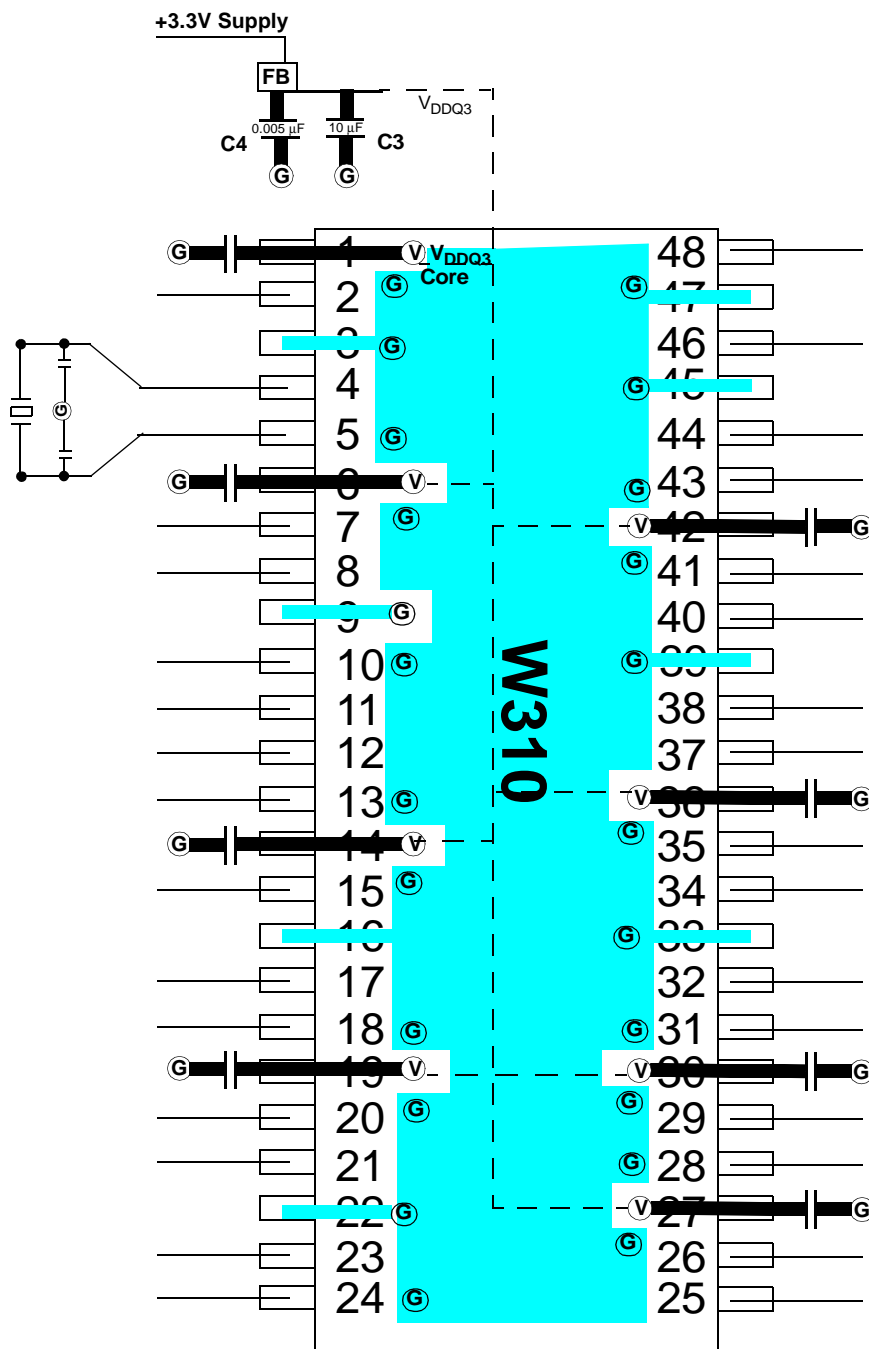 +3.3V Supply
FB
VDDQ3
0.005 µF
10 µF
C4
C3
G
G
G
1
V
VDDQ3
Core
48
2
G
G
47
3
G
46
G
4
G
45
5
G
44
G
6
V
G
43
7
G
V
42
G
8
G
41
9
G
40
10
G
G
39
W310
11
38
12
37
13
G
V
36
G
G
14
V
G
35
15
G
34
16
G
33
17
32
18
G
G
31
G
19
V
V
30
G
20
G
G
29
21
G
28
22
G
V
27
G
23
G
26
24
G
25